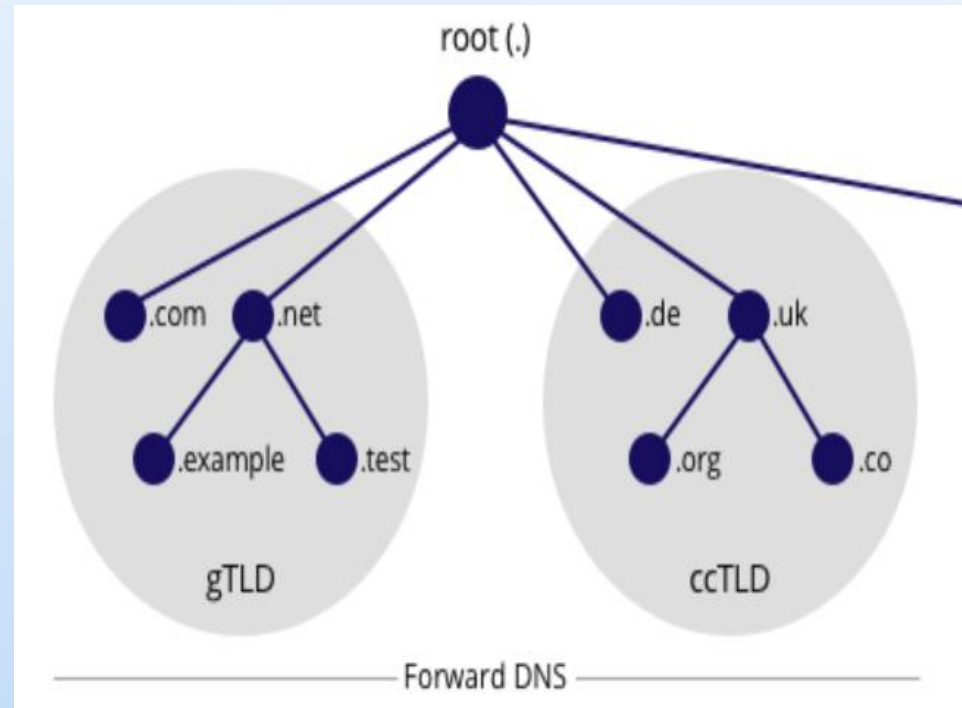 root (.)
.com .net .de .uk
.example .test .org .co
gTLD ccTLD
Forward DNS